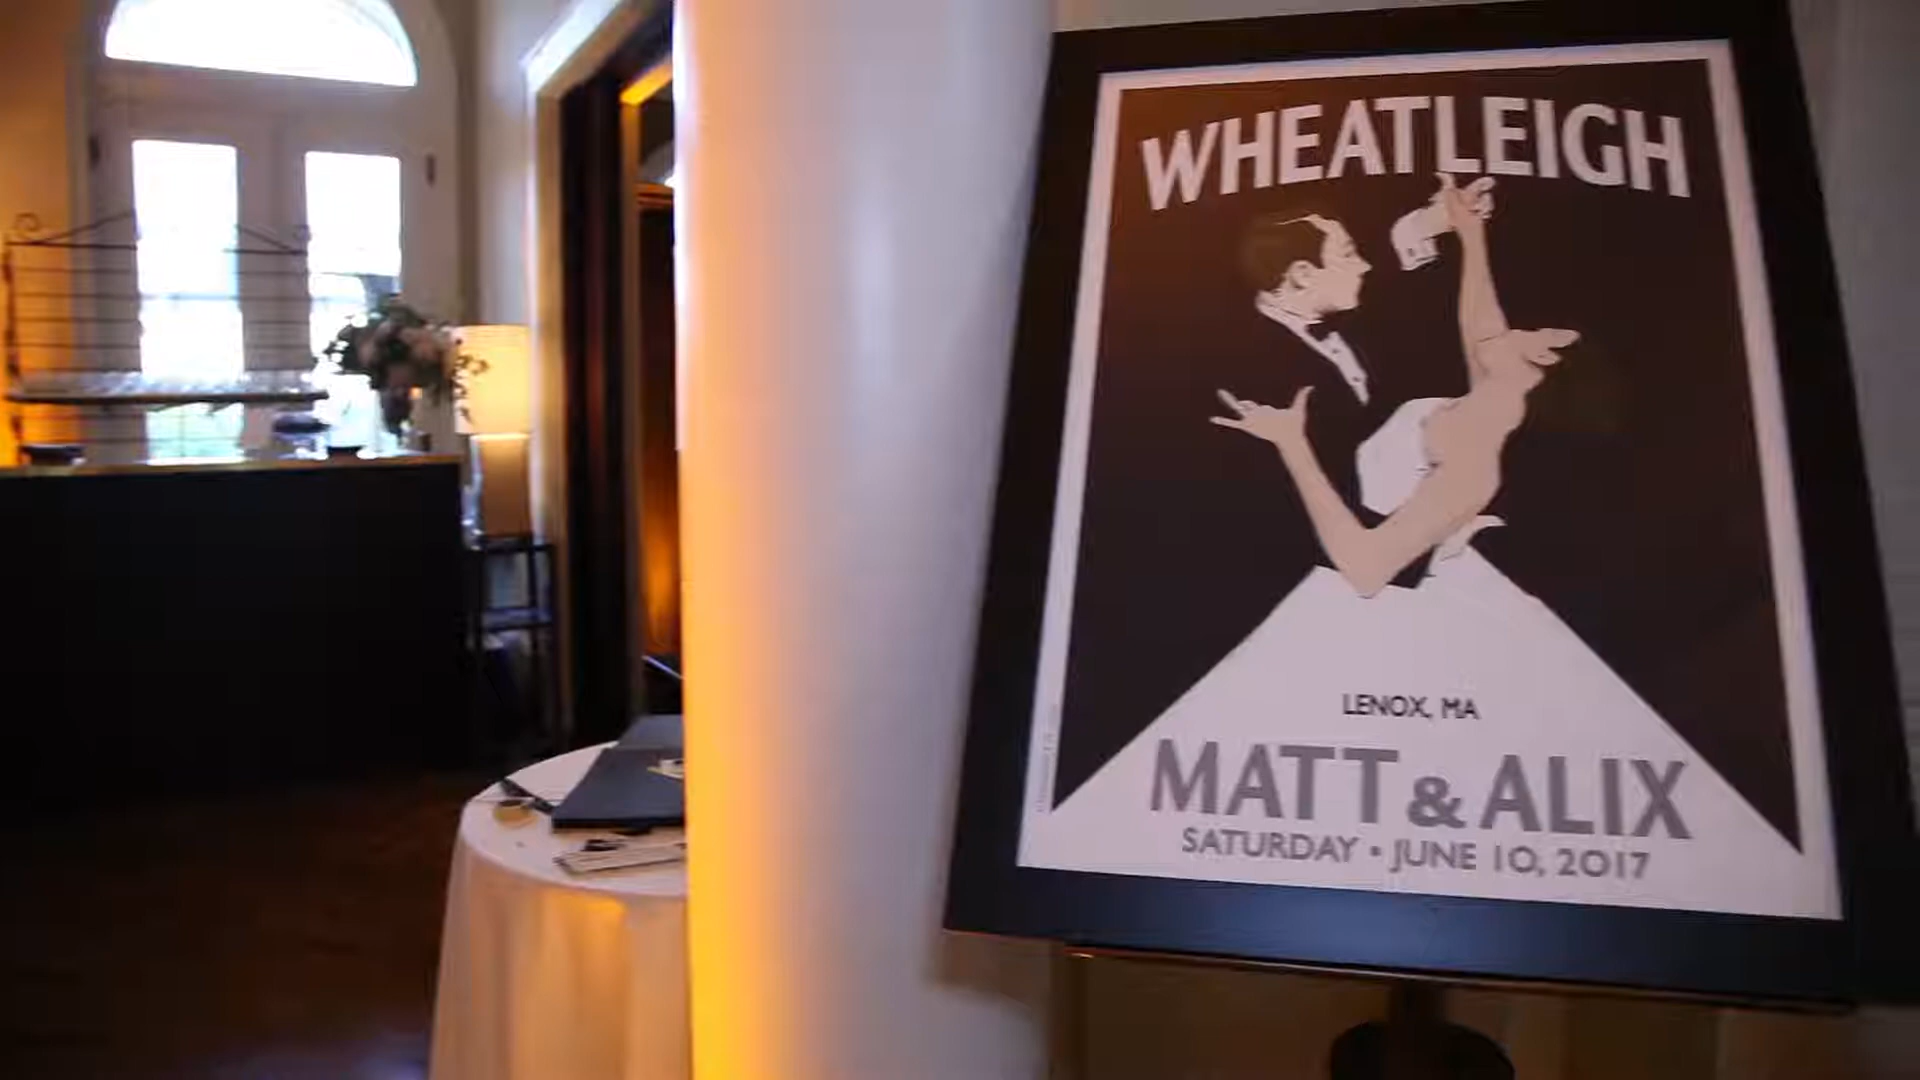 WHEATLEIGH
LENOX, MA
MATT & ALIX
SATURDAY • JUNE 10, 2017